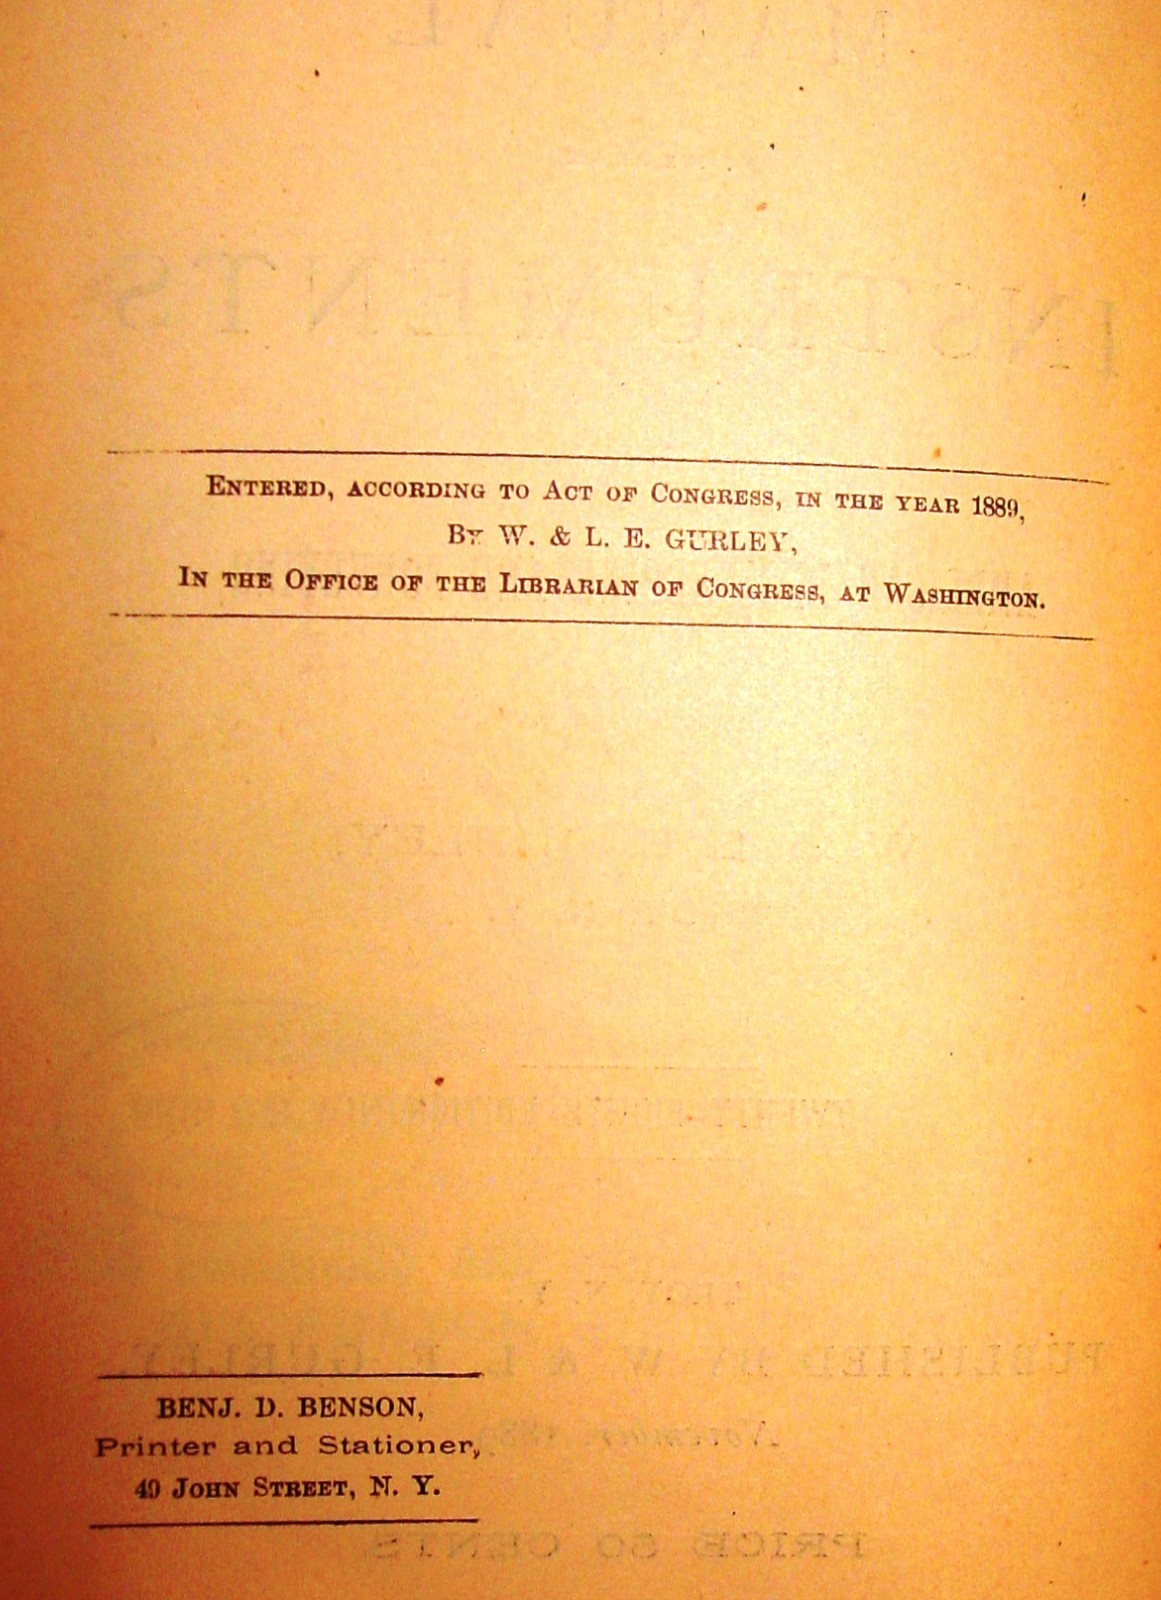 ENTERED, ACCORDING TO ACT OF CONGRESS, IN THE YEAR 1889,
BY W. & L. E. GURLEY,
IN THE OFFICE OF THE LIBRARIAN OF CONGRESS, AT WASHINGTON.
BENJ. D. BENSON,
Printer and Stationer,
49 JOHN STREET, N. Y.